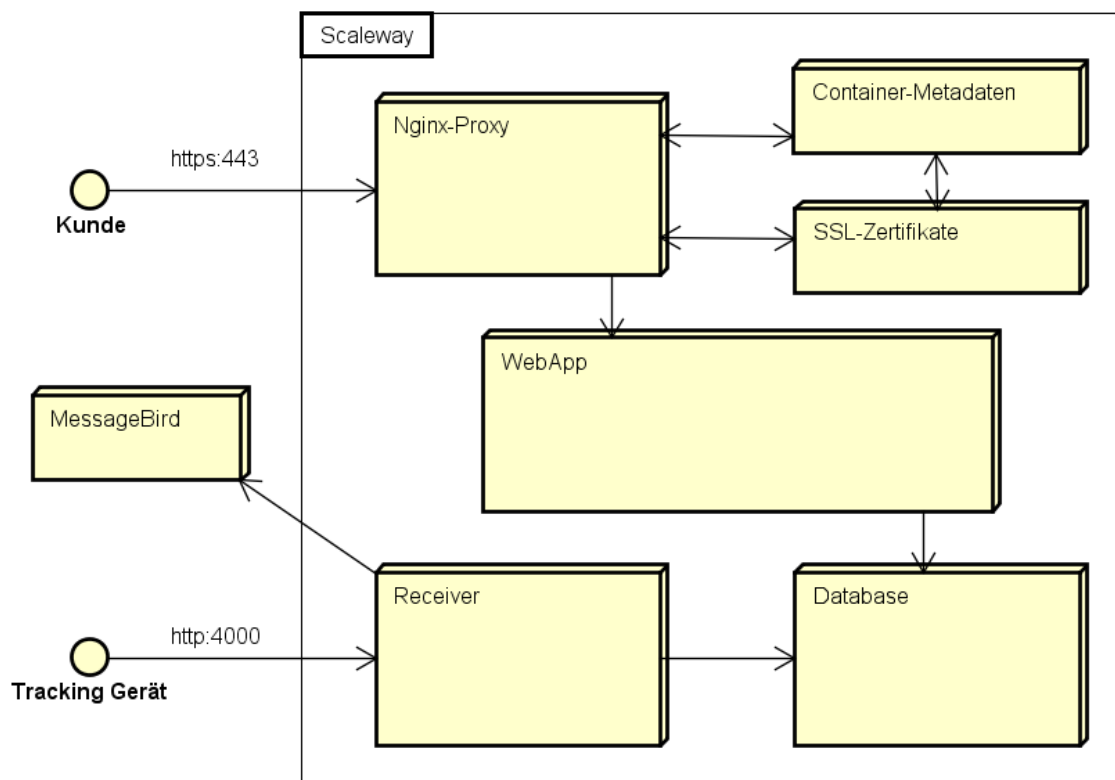 Scaleway
Container-Metadaten
Nginx-Proxy
https:443
Kunde
SSL-Zertifikate
WebApp
MessageBird
Receiver
Database
http:4000
Tracking Gerät